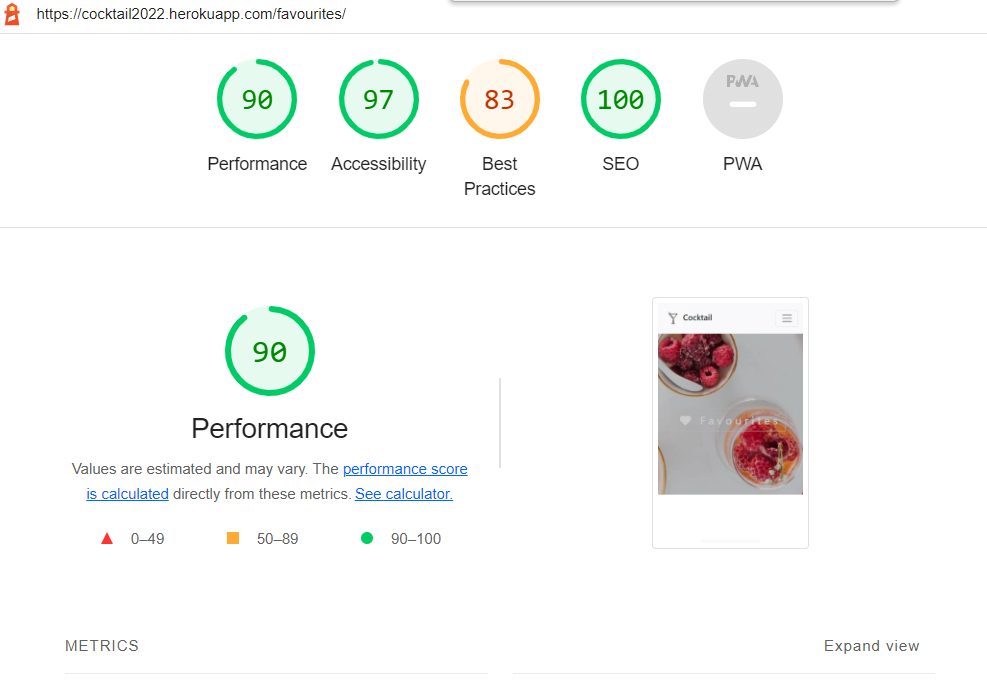 https://cocktail2022.herokuapp.com/favourites/
90
97
83
100
PWA
Performance
Accessibility
Best
Practices
SEO
PWA
90
Performance
Values are estimated and may vary. The performance score
is calculated directly from these metrics. See calculator.
0–49
50–89
90–100
Cocktail
Favourites
METRICS
Expand view